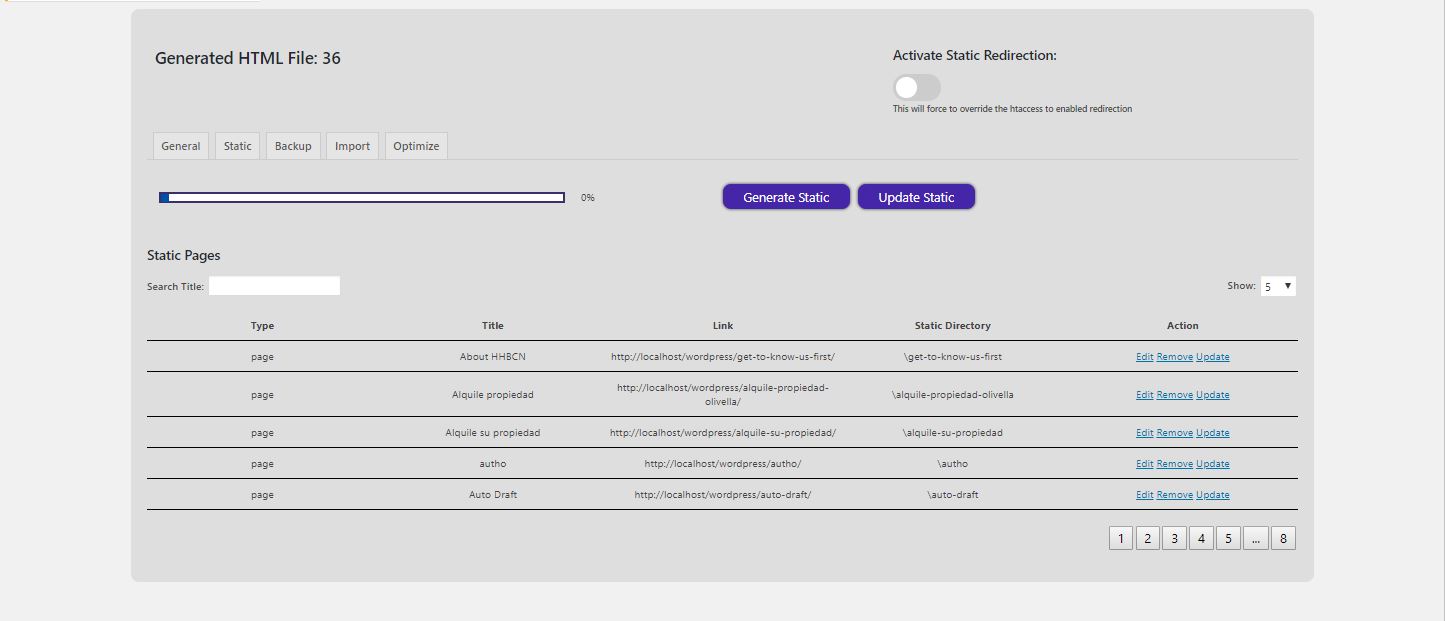 Generated HTML File: 36
Activate Static Redirection:
This will force to override the htaccess to enabled redirection
General Static Backup Import Optimize
0% Generate Static Update Static
Static Pages
Search Title: Show: 5
Type Title Link Static Directory Action
page About HHBCN http://localhost/wordpress/get-to-know-us-first/ \get-to-know-us-first Edit Remove Update
page Alquile propiedad http://localhost/wordpress/alquile-propiedad- \alquile-propiedad-olivella Edit Remove Update
olivella/
page Alquile su propiedad http://localhost/wordpress/alquile-su-propiedad/ \alquile-su-propiedad Edit Remove Update
page autho http://localhost/wordpress/autho/ \autho Edit Remove Update
page Auto Draft http://localhost/wordpress/auto-draft/ \auto-draft Edit Remove Update
1 2 3 4 5 ... 8